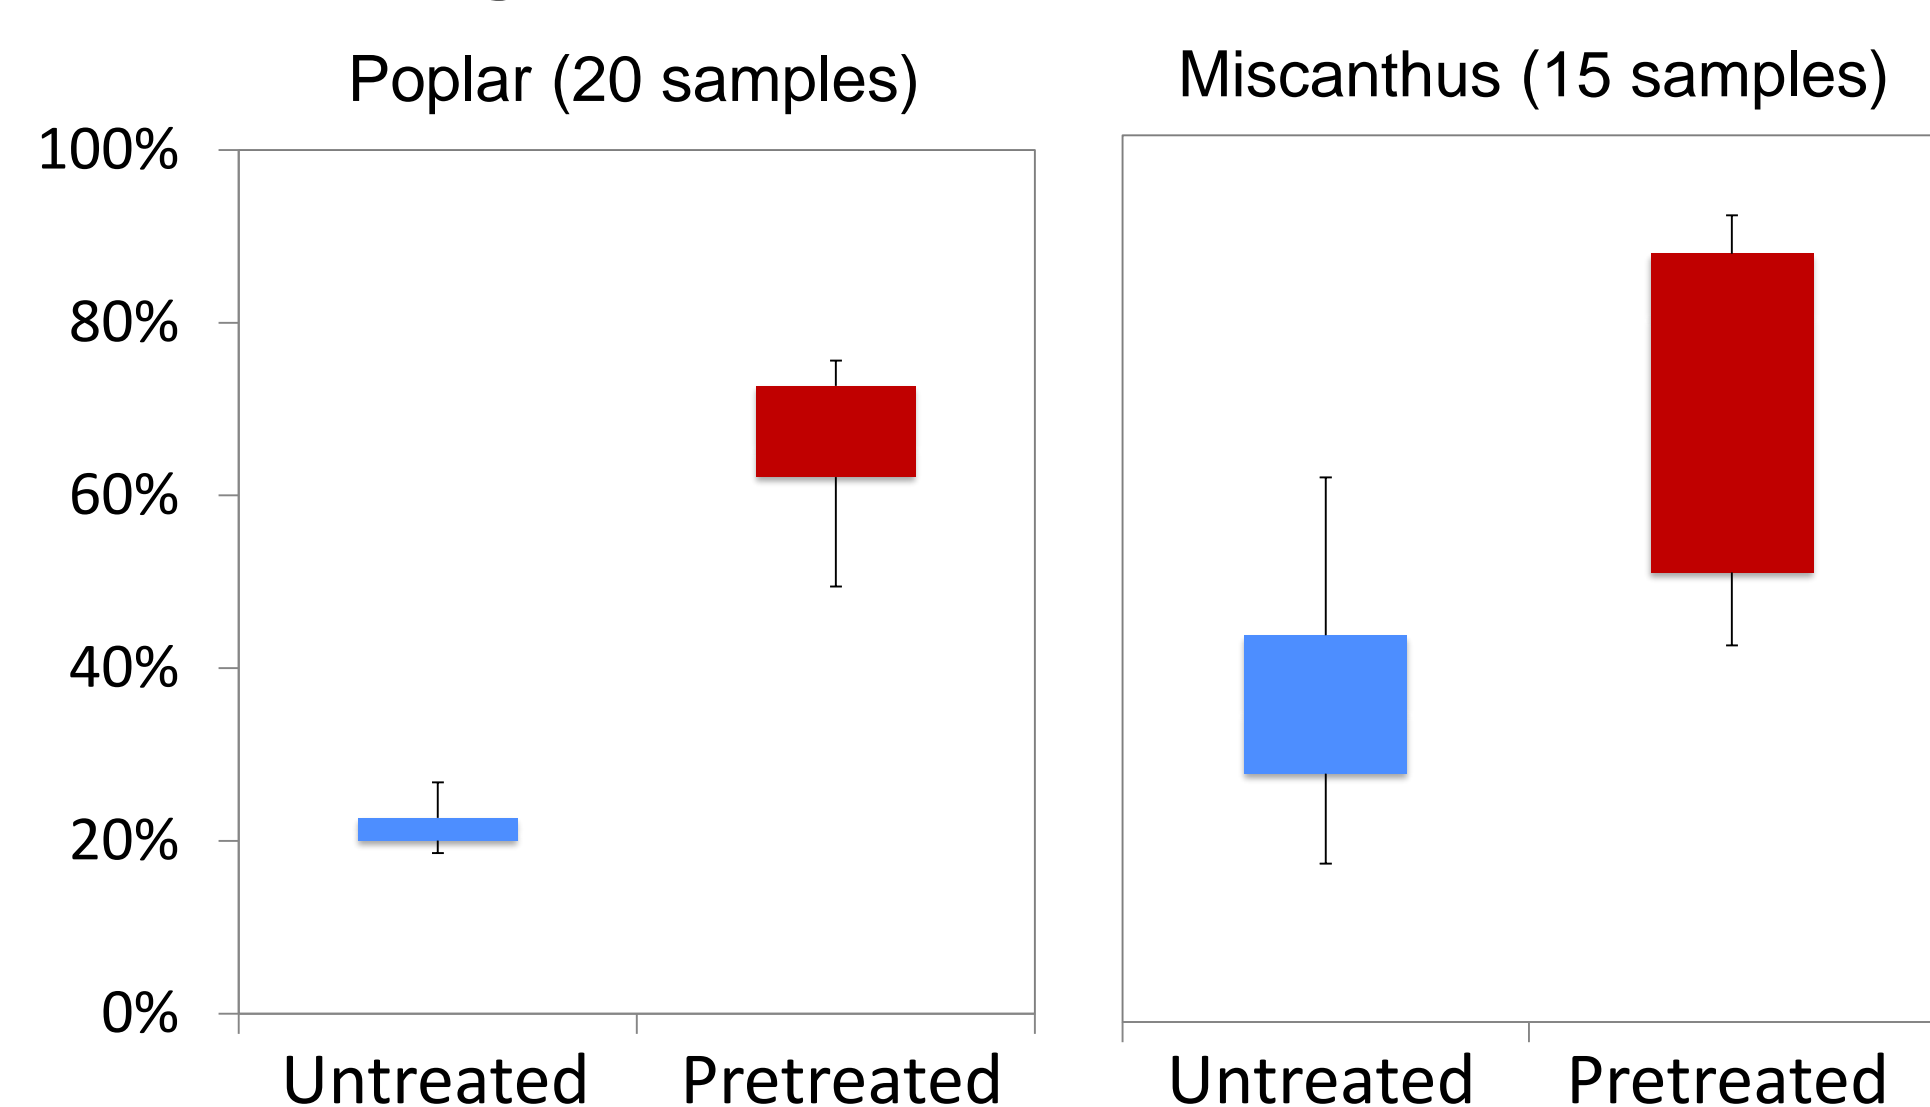 Poplar (20 samples)
Miscanthus (15 samples)
100%
80%
60%
40%
20%
0%
Untreated
Pretreated
Untreated
Pretreated